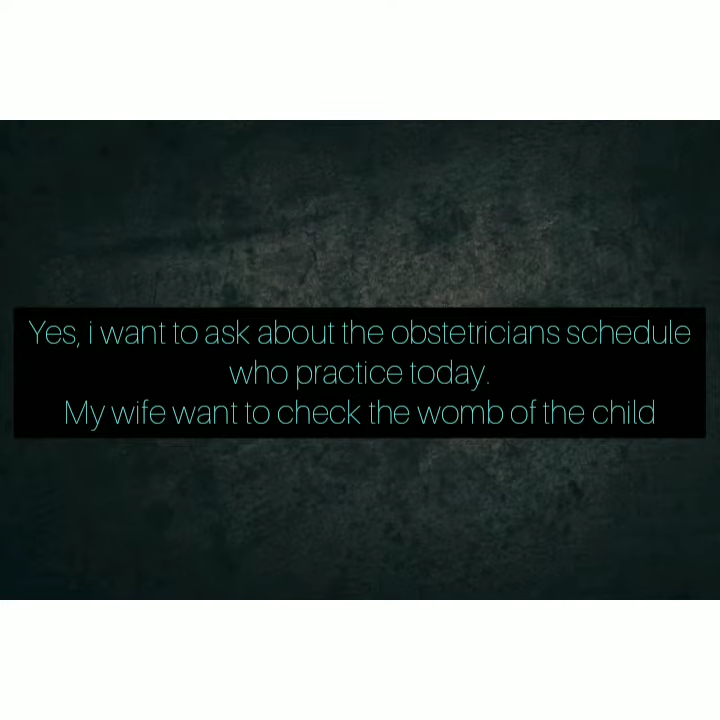 Yes, i want to ask about the obstetricians schedule
who practice today.
My wife want to check the womb of the child